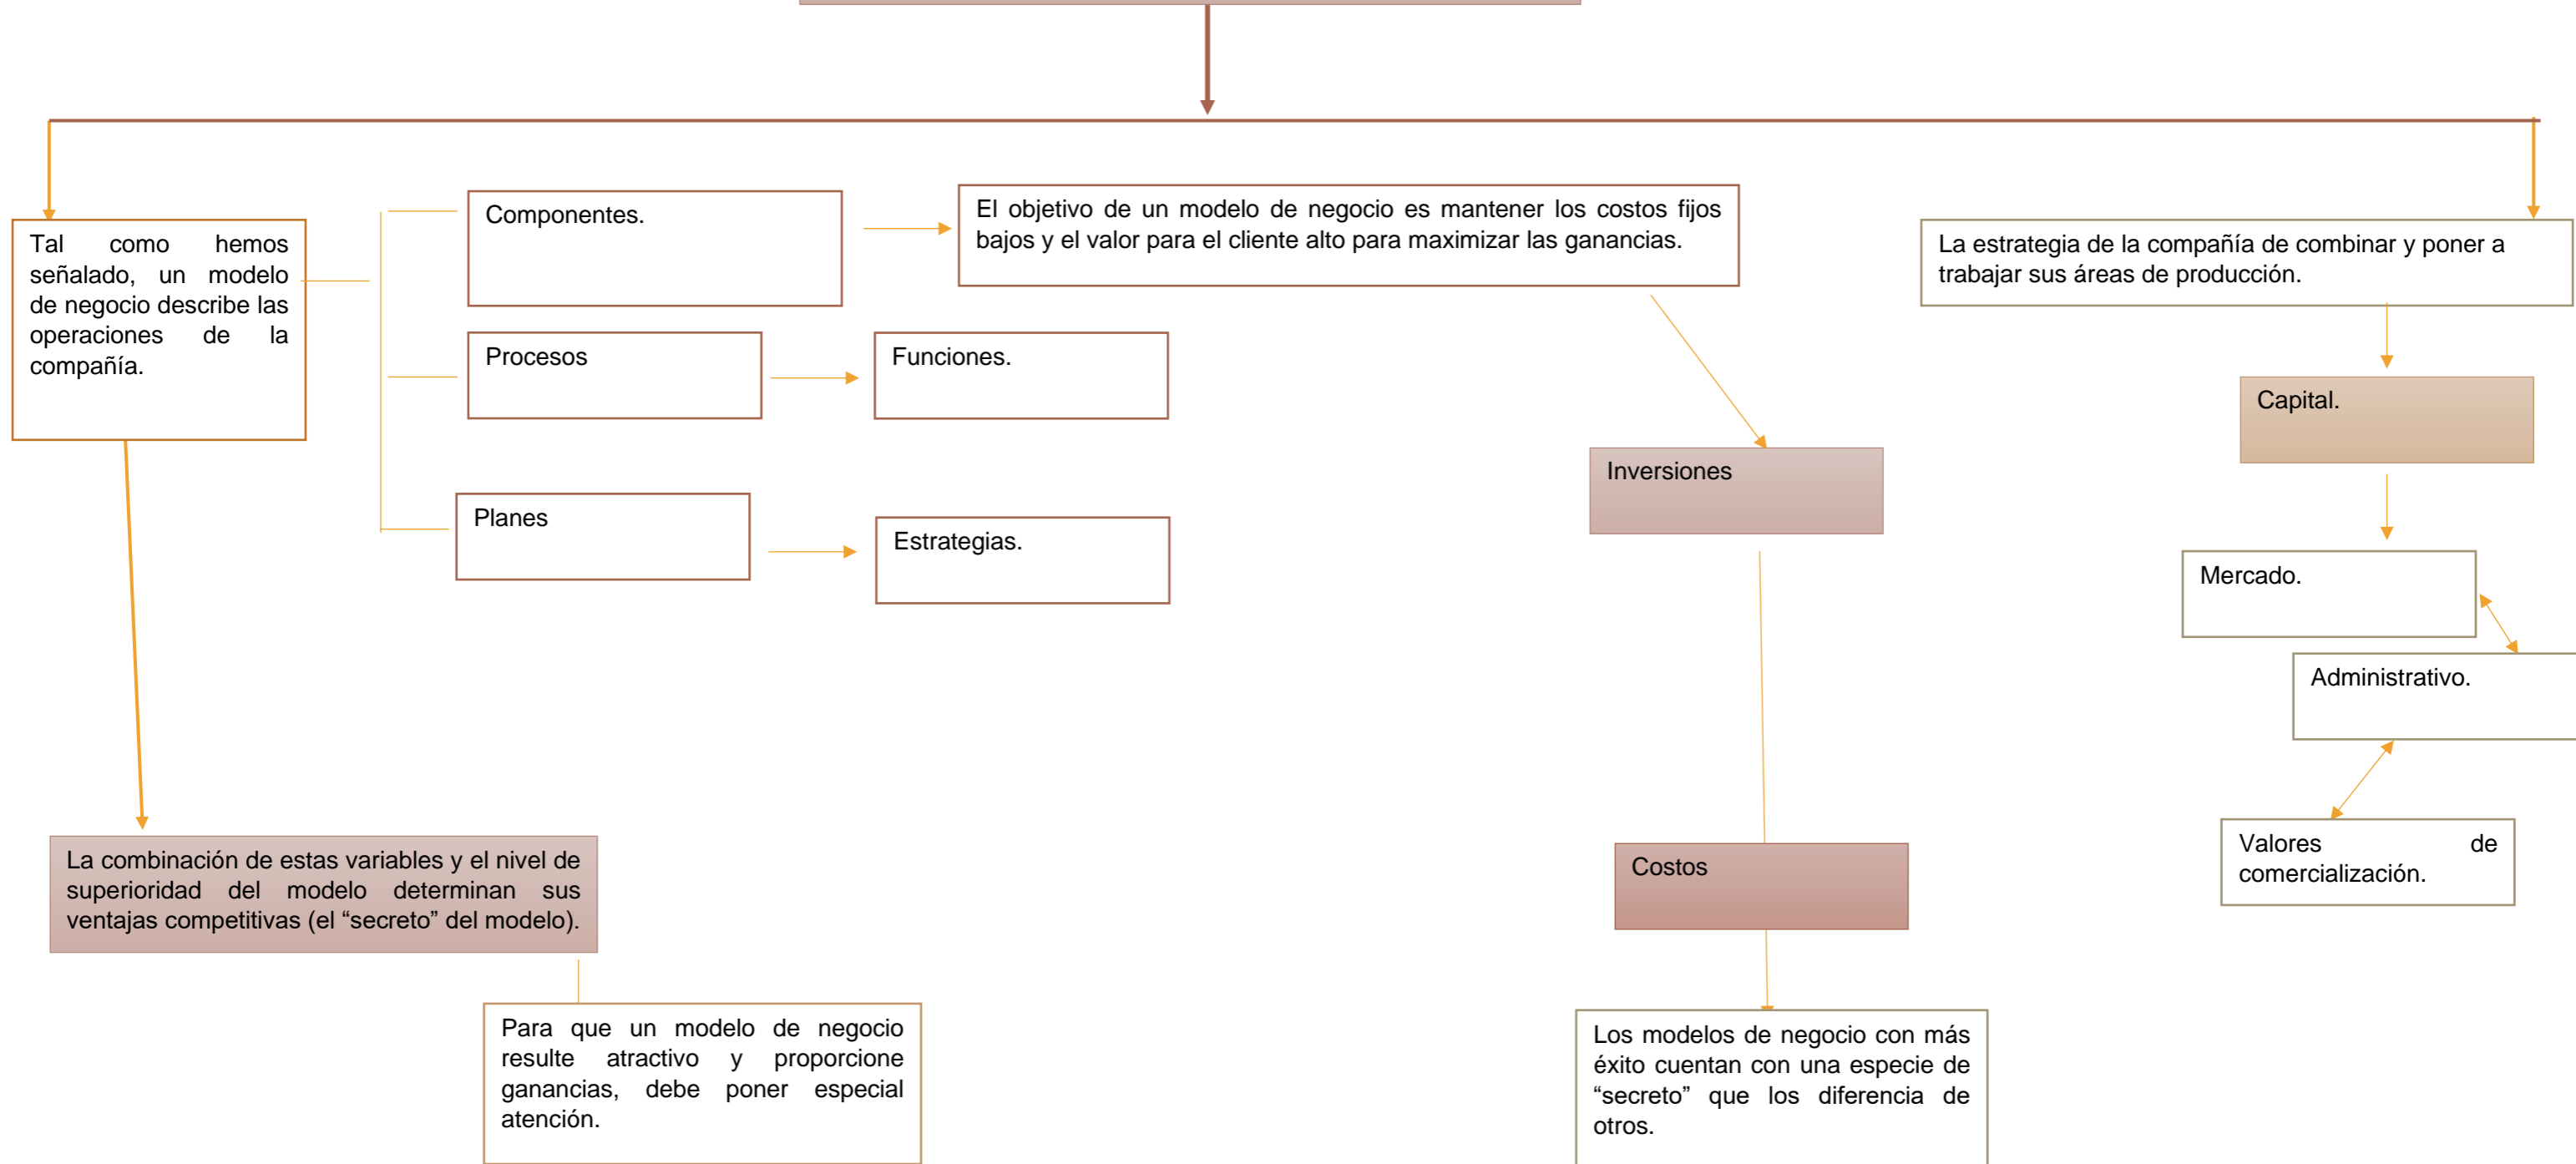 Tal como hemos
señalado, un modelo
de negocio describe las
operaciones de la
compañía.
Componentes.
El objetivo de un modelo de negocio es mantener los costos fijos
bajos y el valor para el cliente alto para maximizar las ganancias.
La estrategia de la compañía de combinar y poner a
trabajar sus áreas de producción.
Procesos
Funciones.
Capital.
Inversiones
Planes
Estrategias.
Mercado.
Administrativo.
Valores de
comercialización.
La combinación de estas variables y el nivel de
superioridad del modelo determinan sus
ventajas competitivas (el “secreto” del modelo).
Costos
Para que un modelo de negocio
resulte atractivo y proporcione
ganancias, debe poner especial
atención.
Los modelos de negocio con más
éxito cuentan con una especie de
“secreto” que los diferencia de
otros.